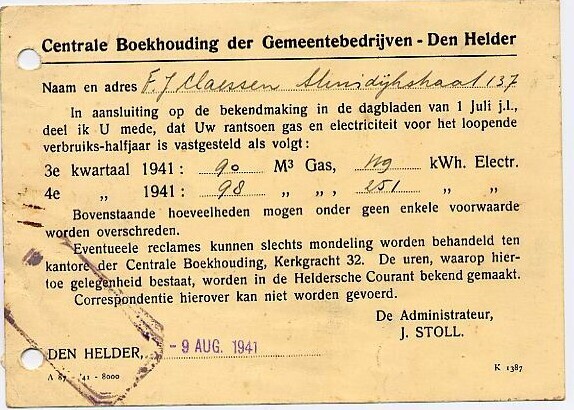 Centrale Boekhouding der Gemeentebedrijven - Den Helder
Naam en adres F. J Claessen 137
In aansluiting op de bekendmaking in de dagbladen van 1 Juli j.l.,
deel ik U mede, dat Uw rantsoen gas en electriciteit voor het loopende
verbruiks-halfjaar is vastgesteld als volgt:
3e kwartaal 1941: 90 M³ Gas, kWh. Electr.
4e „ 1941: 98 „ „ , 251 „ „
Bovenstaande hoeveelheden mogen onder geen enkele voorwaarde
worden overschreden.
Eventueele reclames kunnen slechts mondeling worden behandeld ten
kantore der Centrale Boekhouding, Kerkgracht 32. De uren, waarop hier-
toe gelegenheid bestaat, worden in de Heldersche Courant bekend gemaakt.
Correspondentie hierover kan niet worden gevoerd.
De Administrateur,
J. STOLL.
DEN HELDER, - 9 AUG. 1941
A 87 - '41 - 8000
K 1387